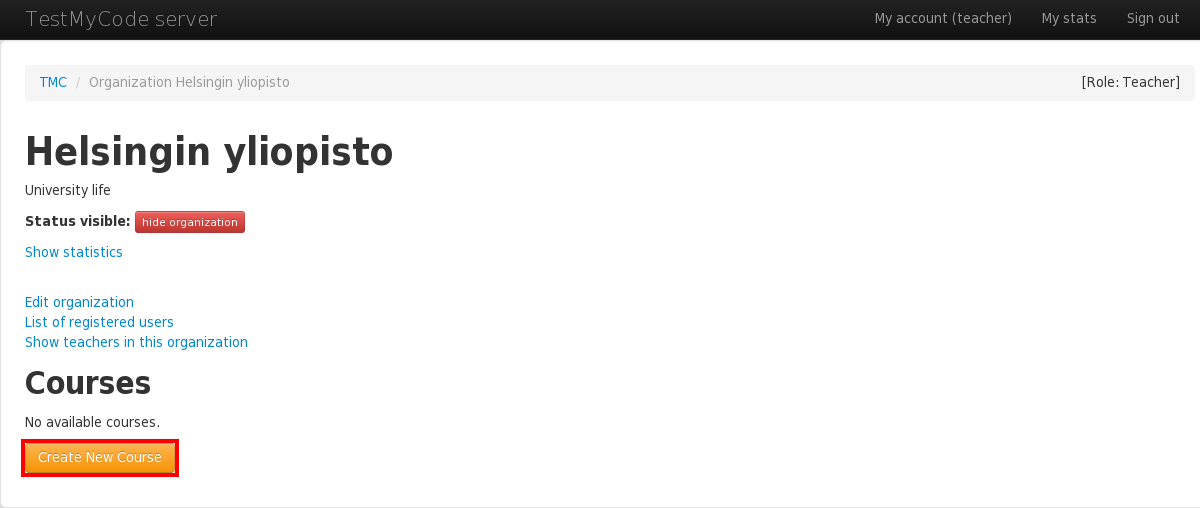 TestMyCode server My account (teacher) My stats Sign out
TMC / Organization Helsingin yliopisto [Role: Teacher]
Helsingin yliopisto
University life
Status visible: hide organization
Show statistics
Edit organization
List of registered users
Show teachers in this organization
Courses
No available courses.
Create New Course